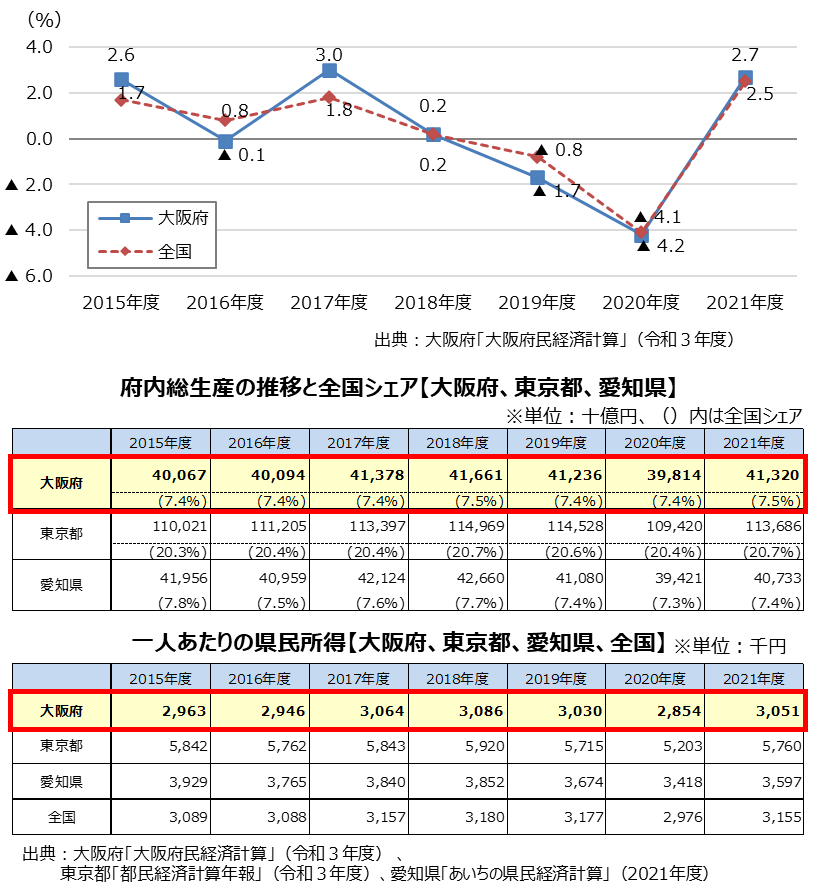 (%)
4.0
2.0
0.0
▲ 2.0
▲ 4.0
▲ 6.0
2.6 3.0 2.7
1.7 0.8 1.8 0.2 2.5
▲ 0.1 0.2 ▲ 0.8
▲ 1.7
▲ 4.1
▲ 4.2
大阪府
全国
2015年度 2016年度 2017年度 2018年度 2019年度 2020年度 2021年度
出典:大阪府「大阪府民経済計算」(令和3年度)
府内総生産の推移と全国シェア【大阪府、東京都、愛知県】
※単位:十億円、()内は全国シェア
2015年度 2016年度 2017年度 2018年度 2019年度 2020年度 2021年度
大阪府 40,067 40,094 41,378 41,661 41,236 39,814 41,320
(7.4%) (7.4%) (7.4%) (7.5%) (7.4%) (7.4%) (7.5%)
東京都 110,021 111,205 113,397 114,969 114,528 109,420 113,686
(20.3%) (20.4%) (20.4%) (20.7%) (20.6%) (20.4%) (20.7%)
愛知県 41,956 40,959 42,124 42,660 41,080 39,421 40,733
(7.8%) (7.5%) (7.6%) (7.7%) (7.4%) (7.3%) (7.4%)
一人あたりの県民所得【大阪府、東京都、愛知県、全国】 ※単位:千円
2015年度 2016年度 2017年度 2018年度 2019年度 2020年度 2021年度
大阪府 2,963 2,946 3,064 3,086 3,030 2,854 3,051
東京都 5,842 5,762 5,843 5,920 5,715 5,203 5,760
愛知県 3,929 3,765 3,840 3,852 3,674 3,418 3,597
全国 3,089 3,088 3,157 3,180 3,177 2,976 3,155
出典:大阪府「大阪府民経済計算」(令和3年度)、
東京都「都民経済計算年報」(令和3年度)、愛知県「あいちの県民経済計算」(2021年度)